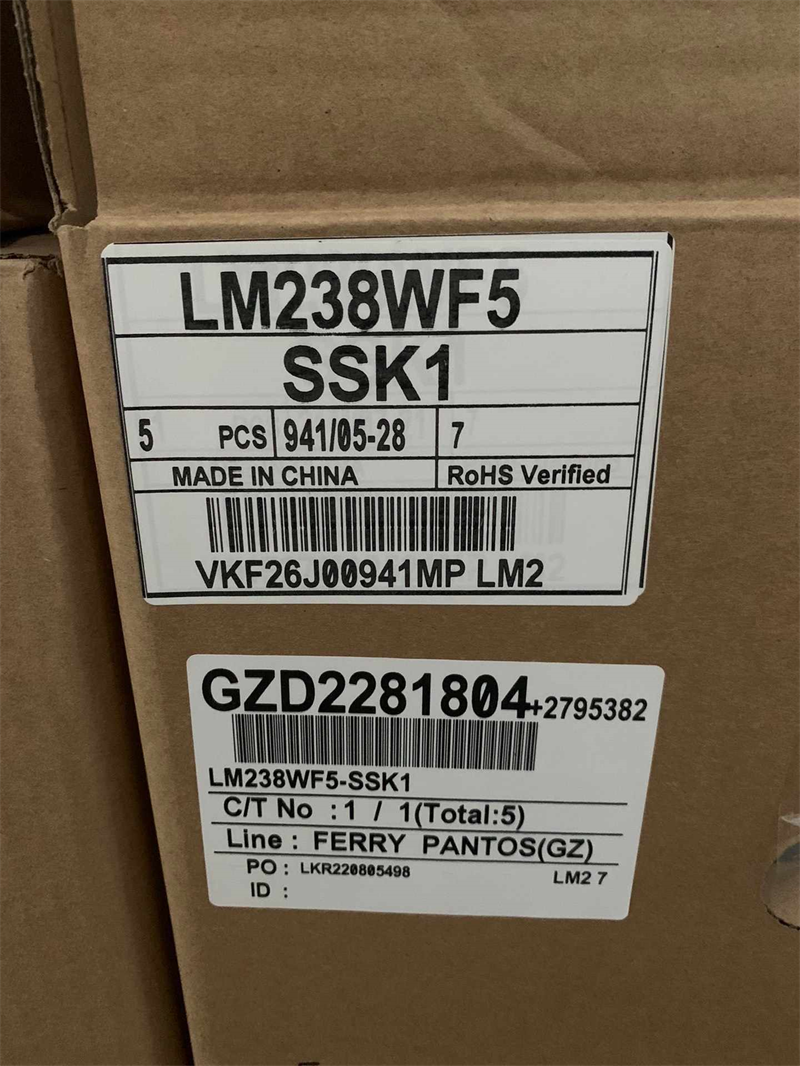 LM238WF5
SSK1
5 PCS 941/05-28 7
MADE IN CHINA RoHS Verified
VKF26J00941MP LM2
GZD2281804+2795382
LM238WF5-SSK1
C/T No : 1 / 1(Total:5)
Line : FERRY PANTOS(GZ)
PO : LKR220805498 LM2 7
ID :